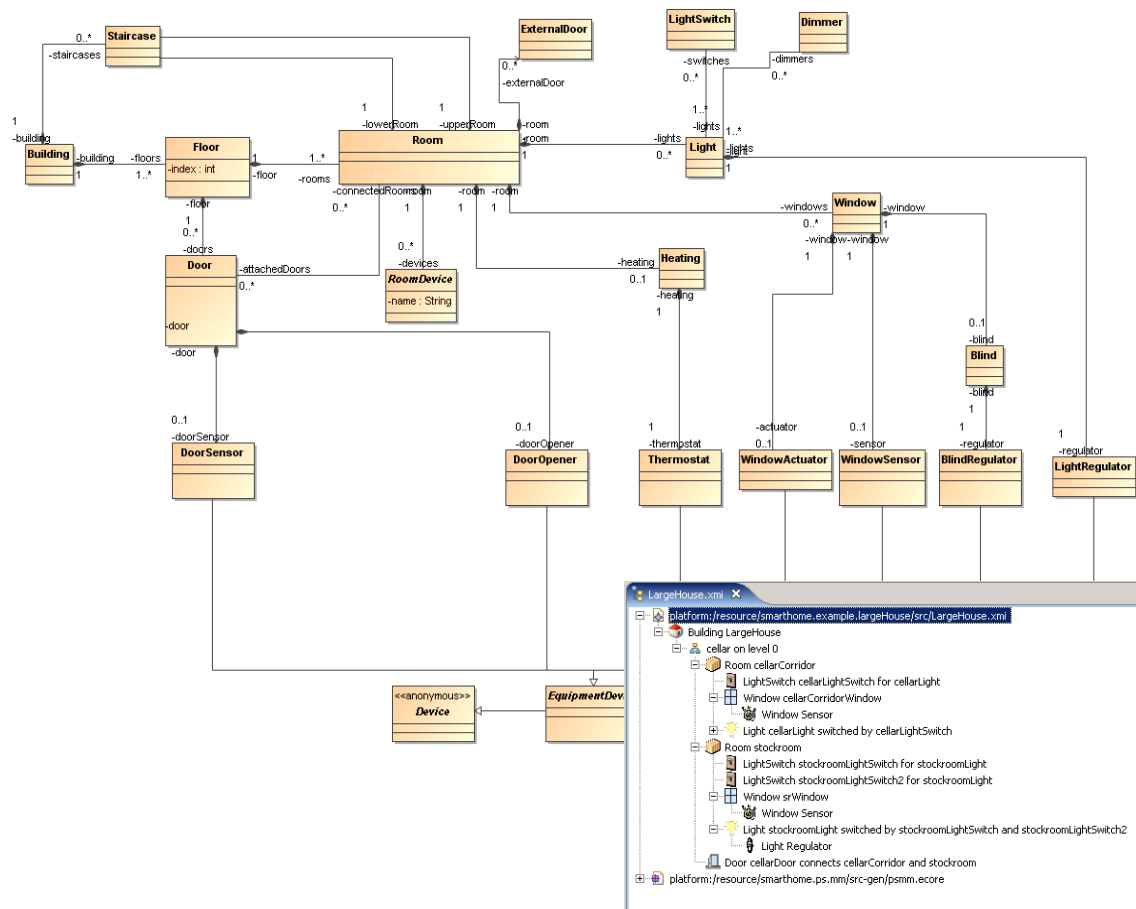 LightSwitch
Dimmer
ExternalDoor
Staircase
0..*
-staircases
0..*
-externalDoor
-switches
0..*
-dimmers
0..*
1
-building
1
-lowerRoom
1
-upperRoom
-room
-room
1
1..*
-lights
1..*
-lights
-light
1
-lights
0..*
Building
-building
1
-floors
1..*
Floor
-index : int
1
-floor
1..*
-rooms
Room
Light
-floor
1
0..*
-doors
-connectedRooms
0..*
-room
1
-room
1
-room
1
-windows
0..*
Window
-window
1
-window
1
-window
1
Door
-attachedDoors
0..*
0..*
-devices
RoomDevice
-name : String
-heating
0..1
Heating
-heating
1
-door
-door
0..1
-blind
Blind
-blind
1
0..1
-doorSensor
0..1
-doorOpener
1
-thermostat
-actuator
0..1
0..1
-sensor
1
-regulator
1
-regulator
DoorSensor
DoorOpener
Thermostat
WindowActuator
WindowSensor
BlindRegulator
LightRegulator
<<anonymous>>
Device
EquipmentDevi
LargeHouse.xmi
platform:/resource/smarthome.example.largeHouse/src/LargeHouse.xmi
Building LargeHouse
cellar on level 0
Room cellarCorridor
LightSwitch cellarLightSwitch for cellarLight
Window cellarCorridorWindow
Window Sensor
Light cellarLight switched by cellarLightSwitch
Room stockroom
LightSwitch stockroomLightSwitch for stockroomLight
LightSwitch stockroomLightSwitch2 for stockroomLight
Window srWindow
Window Sensor
Light stockroomLight switched by stockroomLightSwitch and stockroomLightSwitch2
Light Regulator
Door cellarDoor connects cellarCorridor and stockroom
platform:/resource/smarthome.ps.mm/src-gen/psmm.ecore